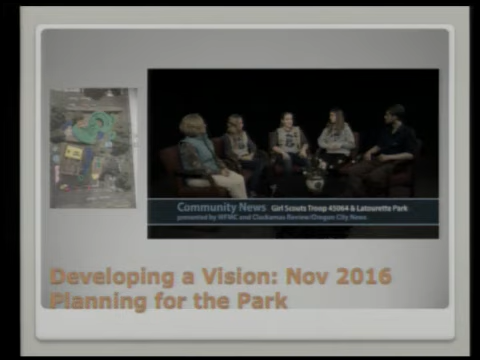 Community News Girl Scouts Troop 45064 & Latourette Park
presented by WFMC and Clackamas Review/Oregon City News
Developing a Vision: Nov 2016
Planning for the Park